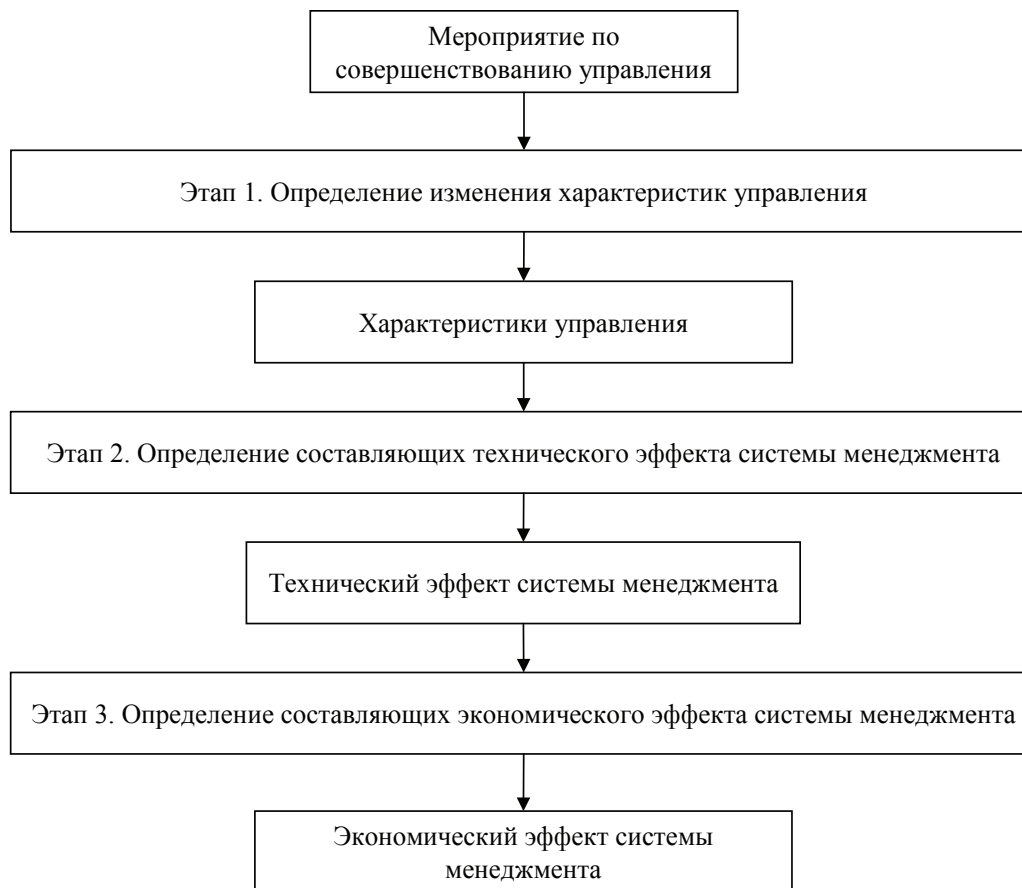 Мероприятие по
совершенствованию управления
Этап 1. Определение изменения характеристик управления
Характеристики управления
Этап 2. Определение составляющих технического эффекта системы менеджмента
Технический эффект системы менеджмента
Этап 3. Определение составляющих экономического эффекта системы менеджмента
Экономический эффект системы
менеджмента